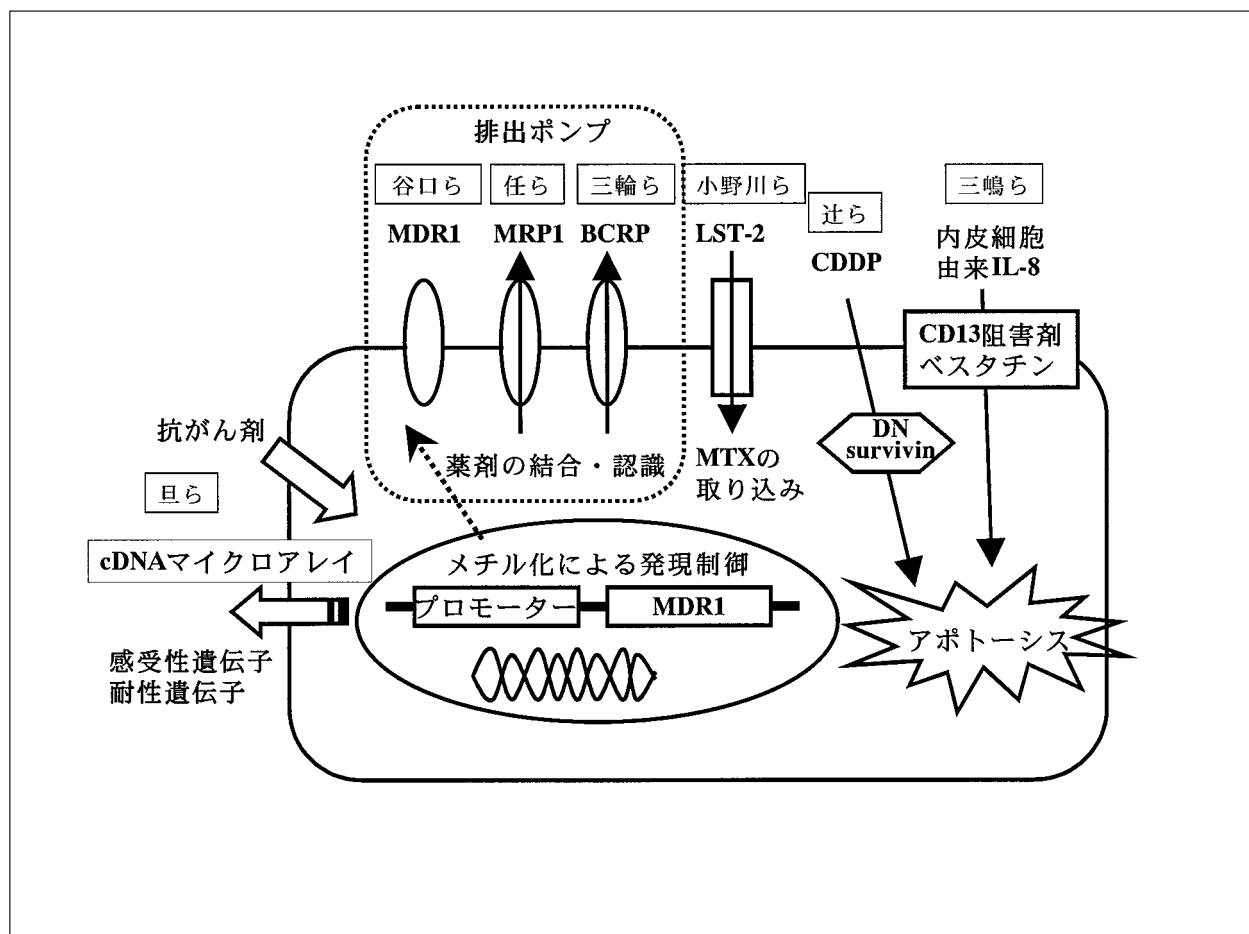 排出ポンプ
谷口ら
任ら
三輪ら
小野川ら
辻ら
三嶋ら
MDR1
MRP1
BCRP
LST-2
CDDP
内皮細胞
由来IL-8
CD13阻害剤
ベスタチン
抗がん剤
薬剤の結合・認識
MTXの
取り込み
DN
survivin
旦ら
cDNAマイクロアレイ
メチル化による発現制御
プロモーター
MDR1
アポトーシス
感受性遺伝子
耐性遺伝子